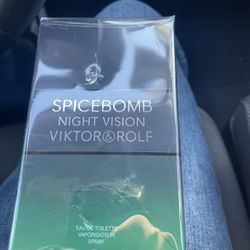 SPICEBOMB
NIGHT VISION
VIKTOR&ROLF
EAU DE TOILETTE
VAPORISATEUR
SPRAY